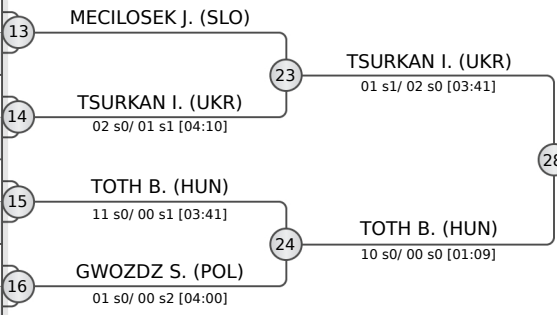 MECILOSEK J. (SLO)
13
TSURKAN I. (UKR)
23
01 s1/ 02 s0 [03:41]
TSURKAN I. (UKR)
14
02 s0/ 01 s1 [04:10]
28
TOTH B. (HUN)
15
11 s0/ 00 s1 [03:41]
TOTH B. (HUN)
24
10 s0/ 00 s0 [01:09]
GWOZDZ S. (POL)
16
01 s0/ 00 s2 [04:00]